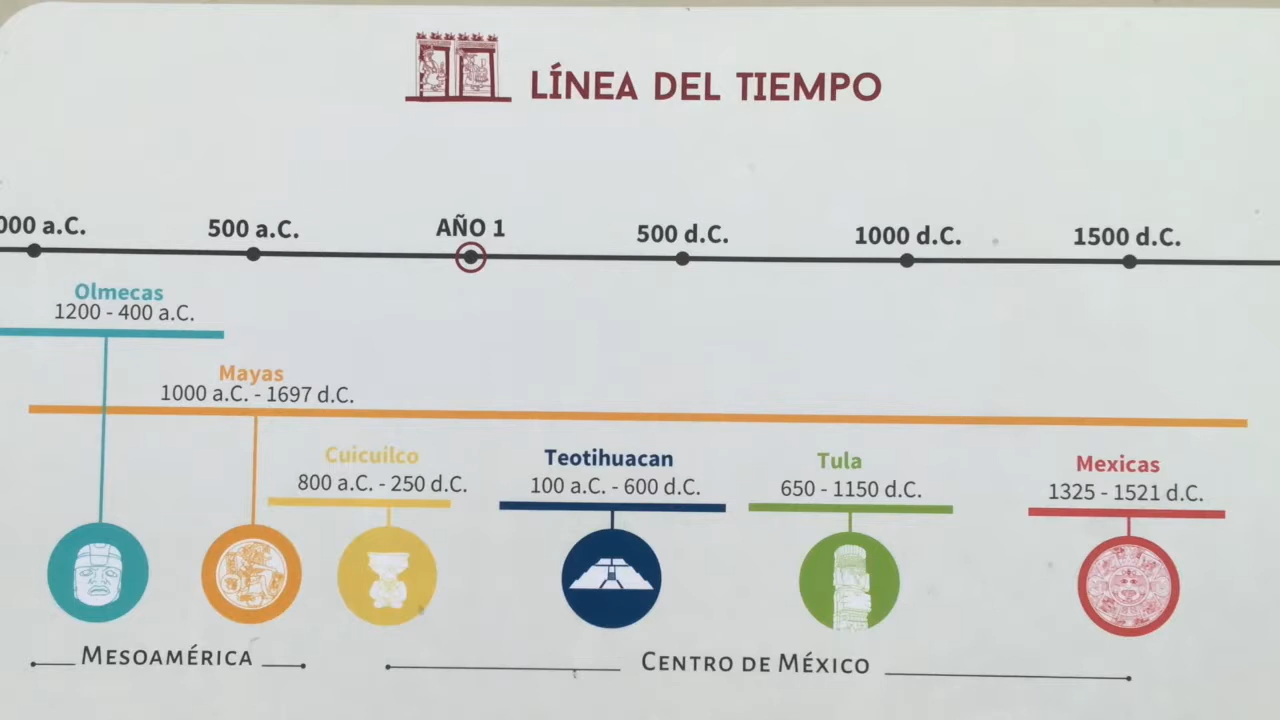 LÍNEA DEL TIEMPO
000 a.C.
500 a.C.
AÑO 1
500 d.C.
1000 d.C.
1500 d.C.
Olmecas
1200 - 400 a.C.
Mayas
1000 a.C. - 1697 d.C.
Cuicuilco
800 a.C. - 250 d.C.
Teotihuacan
100 a.C. - 600 d.C.
Tula
650 - 1150 d.C.
Mexicas
1325 - 1521 d.C.
MESOAMÉRICA
CENTRO DE MÉXICO